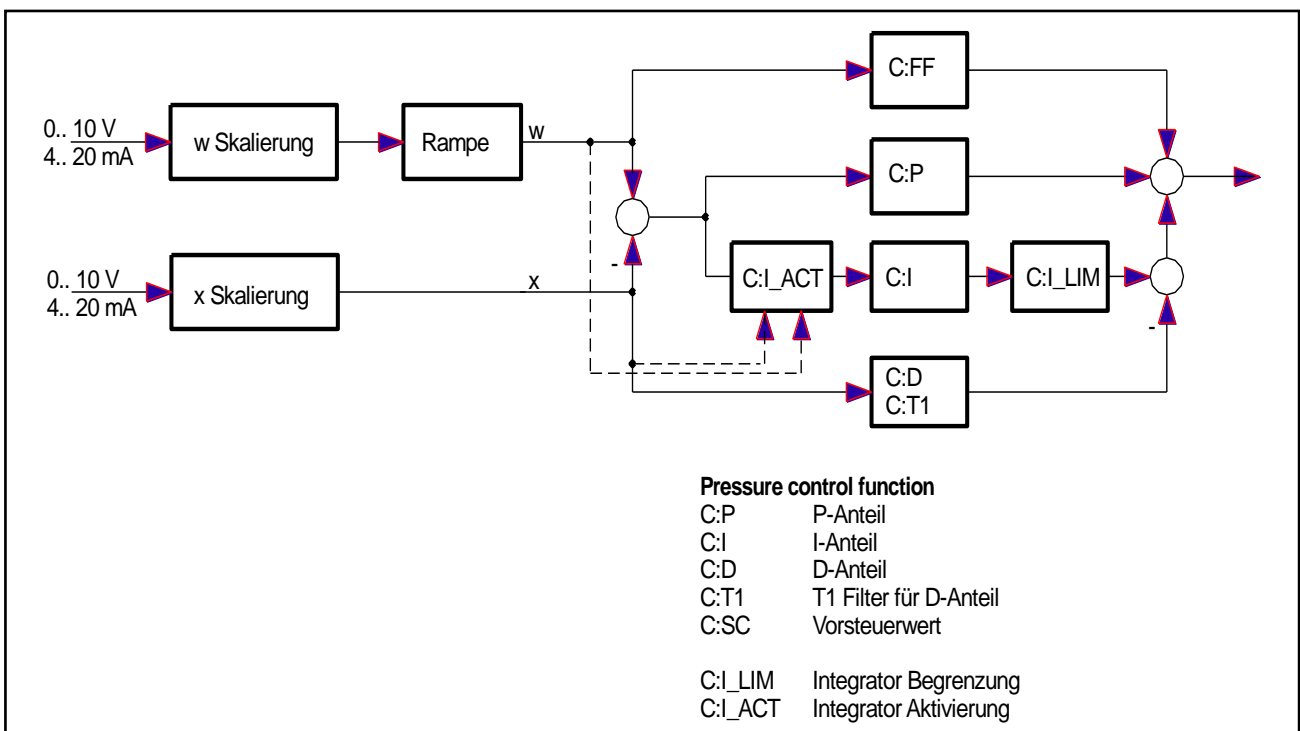 C:FF
0.. 10 V
4.. 20 mA
w Skalierung
Rampe
w
C:P
-
0.. 10 V
4.. 20 mA
x Skalierung
x
C:I_ACT
C:I
C:I_LIM
-
C:D
C:T1
Pressure control function
C:P P-Anteil
C:I I-Anteil
C:D D-Anteil
C:T1 T1 Filter für D-Anteil
C:SC Vorsteuerwert
C:I_LIM Integrator Begrenzung
C:I_ACT Integrator Aktivierung